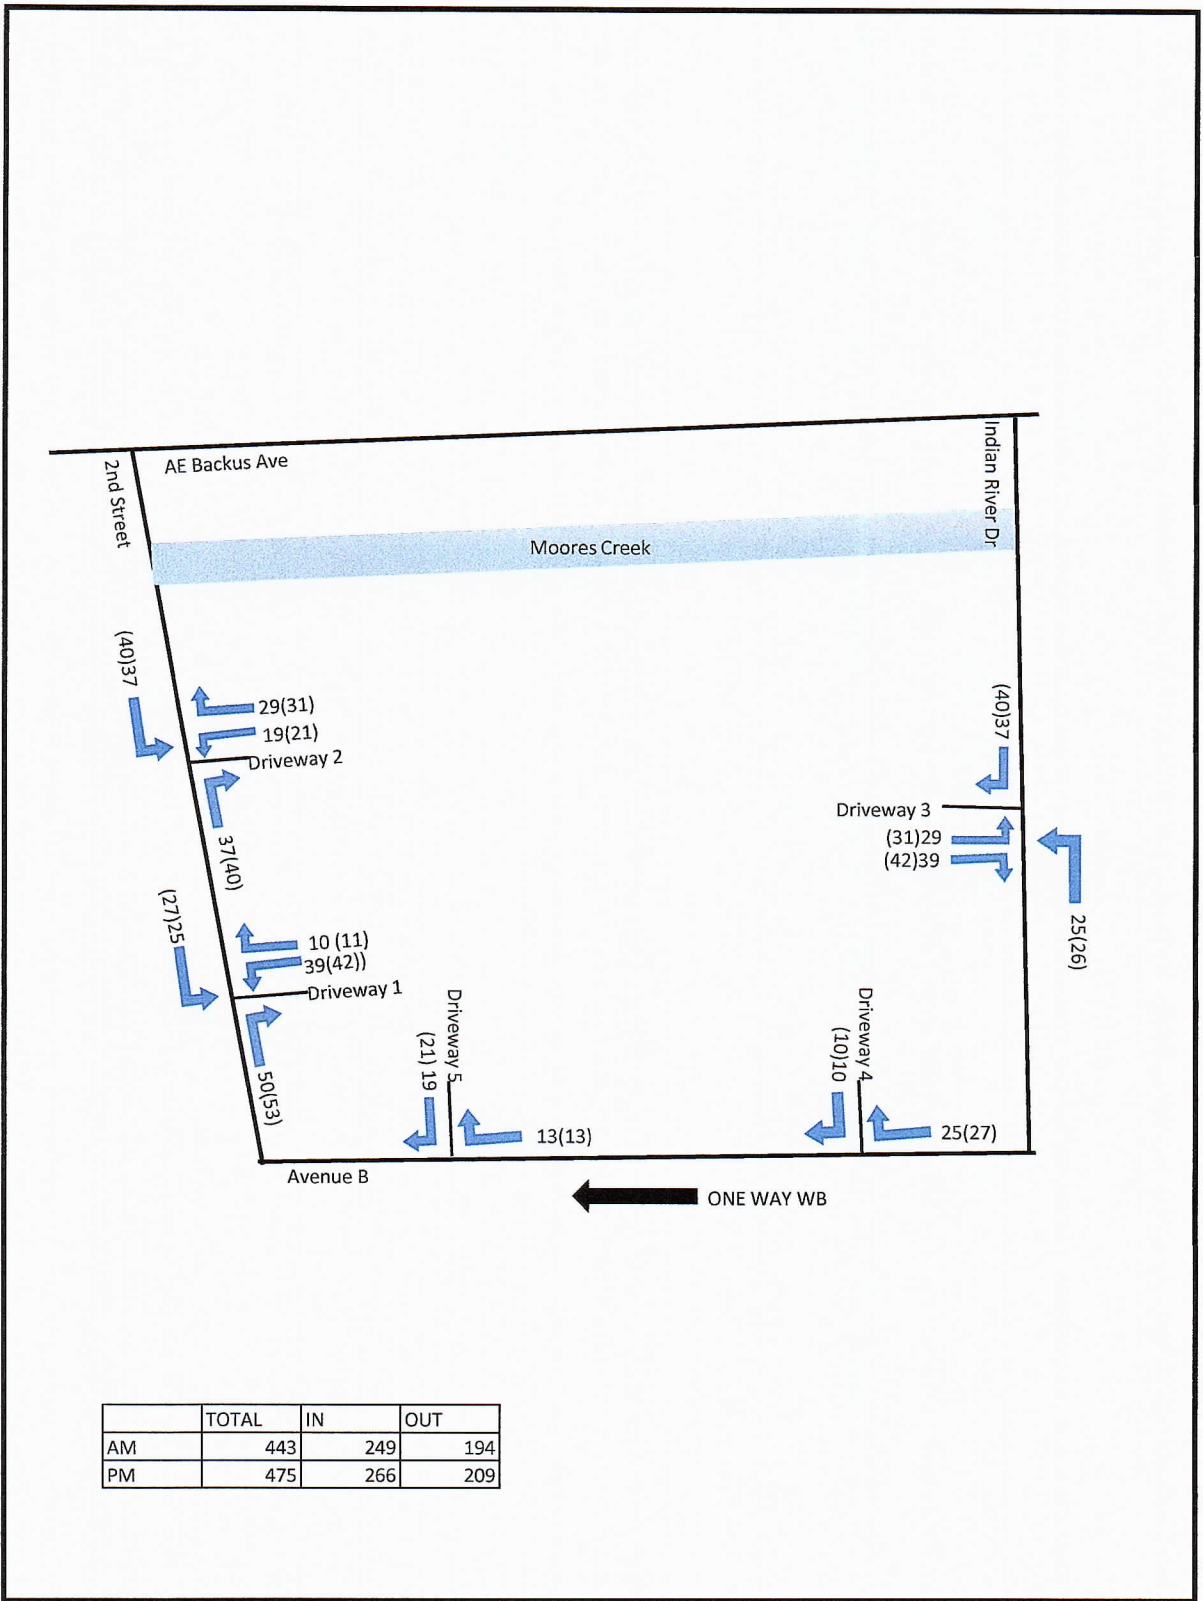 AE Backus Ave
2nd Street
Indian River Dr
Moores Creek
(40)37
29(31)
19(21)
Driveway 2
37(40)
(40)37
Driveway 3
(31)29
(42)39
25(26)
(27)25
10 (11)
39(42))
Driveway 1
50(53)
Driveway 5
(21) 19
13(13)
Driveway 4
(10)10
25(27)
Avenue B
ONE WAY WB
TOTAL IN OUT
AM 443 249 194
PM 475 266 209